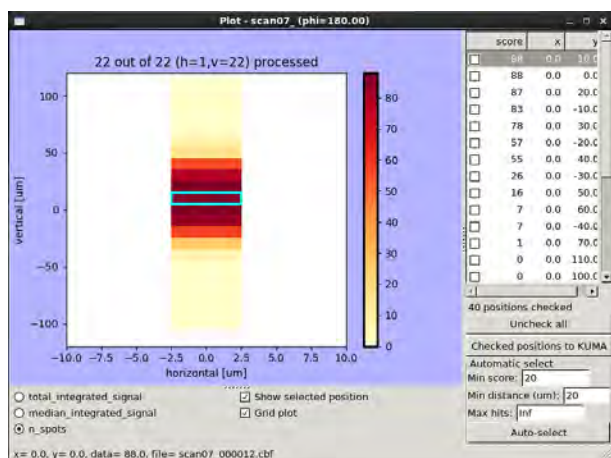 Plot - scan07_ (phi=180.00)
22 out of 22 (h=1,v=22) processed
100
50
0
−50
−100
vertical [um]
−10.0 −7.5 −5.0 −2.5 0.0 2.5 5.0 7.5 10.0
horizontal [um]
80
70
60
50
40
30
20
10
0
score x y
88 0.0 10.0
88 0.0 0.0
87 0.0 20.0
83 0.0 -10.0
78 0.0 30.0
57 0.0 -20.0
55 0.0 40.0
26 0.0 -30.0
16 0.0 50.0
7 0.0 60.0
7 0.0 -40.0
1 0.0 70.0
0 0.0 110.0
0 0.0 100.0
40 positions checked
Uncheck all
Checked positions to KUMA
Automatic select
Min score: 20
Min distance (um): 20
Max hits: Inf
Auto-select
total_integrated_signal
median_integrated_signal
n_spots
Show selected position
Grid plot
x= 0.0, y= 0.0, data= 88.0, file= scan07_000012.cbf